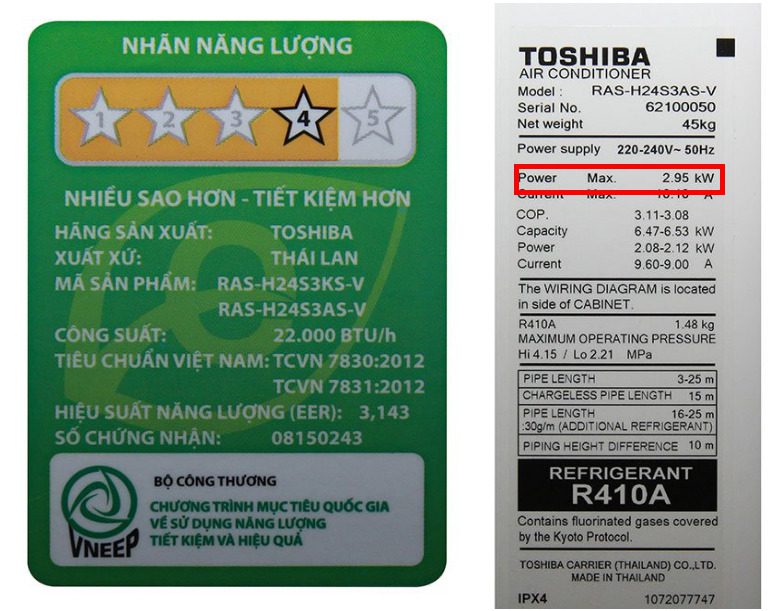 NHÃN NĂNG LƯỢNG
1 2 3 4 5
NHIỀU SAO HƠN - TIẾT KIỆM HƠN
HÃNG SẢN XUẤT: TOSHIBA
XUẤT XỨ: THÁI LAN
MÃ SẢN PHẨM: RAS-H24S3KS-V
RAS-H24S3AS-V
CÔNG SUẤT: 22.000 BTU/h
TIÊU CHUẨN VIỆT NAM: TCVN 7830:2012
TCVN 7831:2012
HIỆU SUẤT NĂNG LƯỢNG (EER): 3,143
SỐ CHỨNG NHẬN: 08150243
VNEEP
BỘ CÔNG THƯƠNG
CHƯƠNG TRÌNH MỤC TIÊU QUỐC GIA
VỀ SỬ DỤNG NĂNG LƯỢNG
TIẾT KIỆM VÀ HIỆU QUẢ
TOSHIBA
AIR CONDITIONER
Model : RAS-H24S3AS-V
Serial No. 62100050
Net weight 45kg
Power supply 220-240V~ 50Hz
Power Max. 2.95 kW
Current Max. A
COP. 3.11-3.08
Capacity 6.47-6.53 kW
Power 2.08-2.12 kW
Current 9.60-9.00 A
The WIRING DIAGRAM is located
in side of CABINET.
R410A 1.48 kg
MAXIMUM OPERATING PRESSURE
Hi 4.15 / Lo 2.21 MPa
PIPE LENGTH 3-25 m
CHARGELESS PIPE LENGTH 15 m
PIPE LENGTH 16-25 m
:30g/m (ADDITIONAL REFRIGERANT)
PIPING HEIGHT DIFFERENCE 10 m
REFRIGERANT
R410A
Contains fluorinated gases covered
by the Kyoto Protocol.
TOSHIBA CARRIER (THAILAND) CO.,LTD.
MADE IN THAILAND
IPX4 1072077747